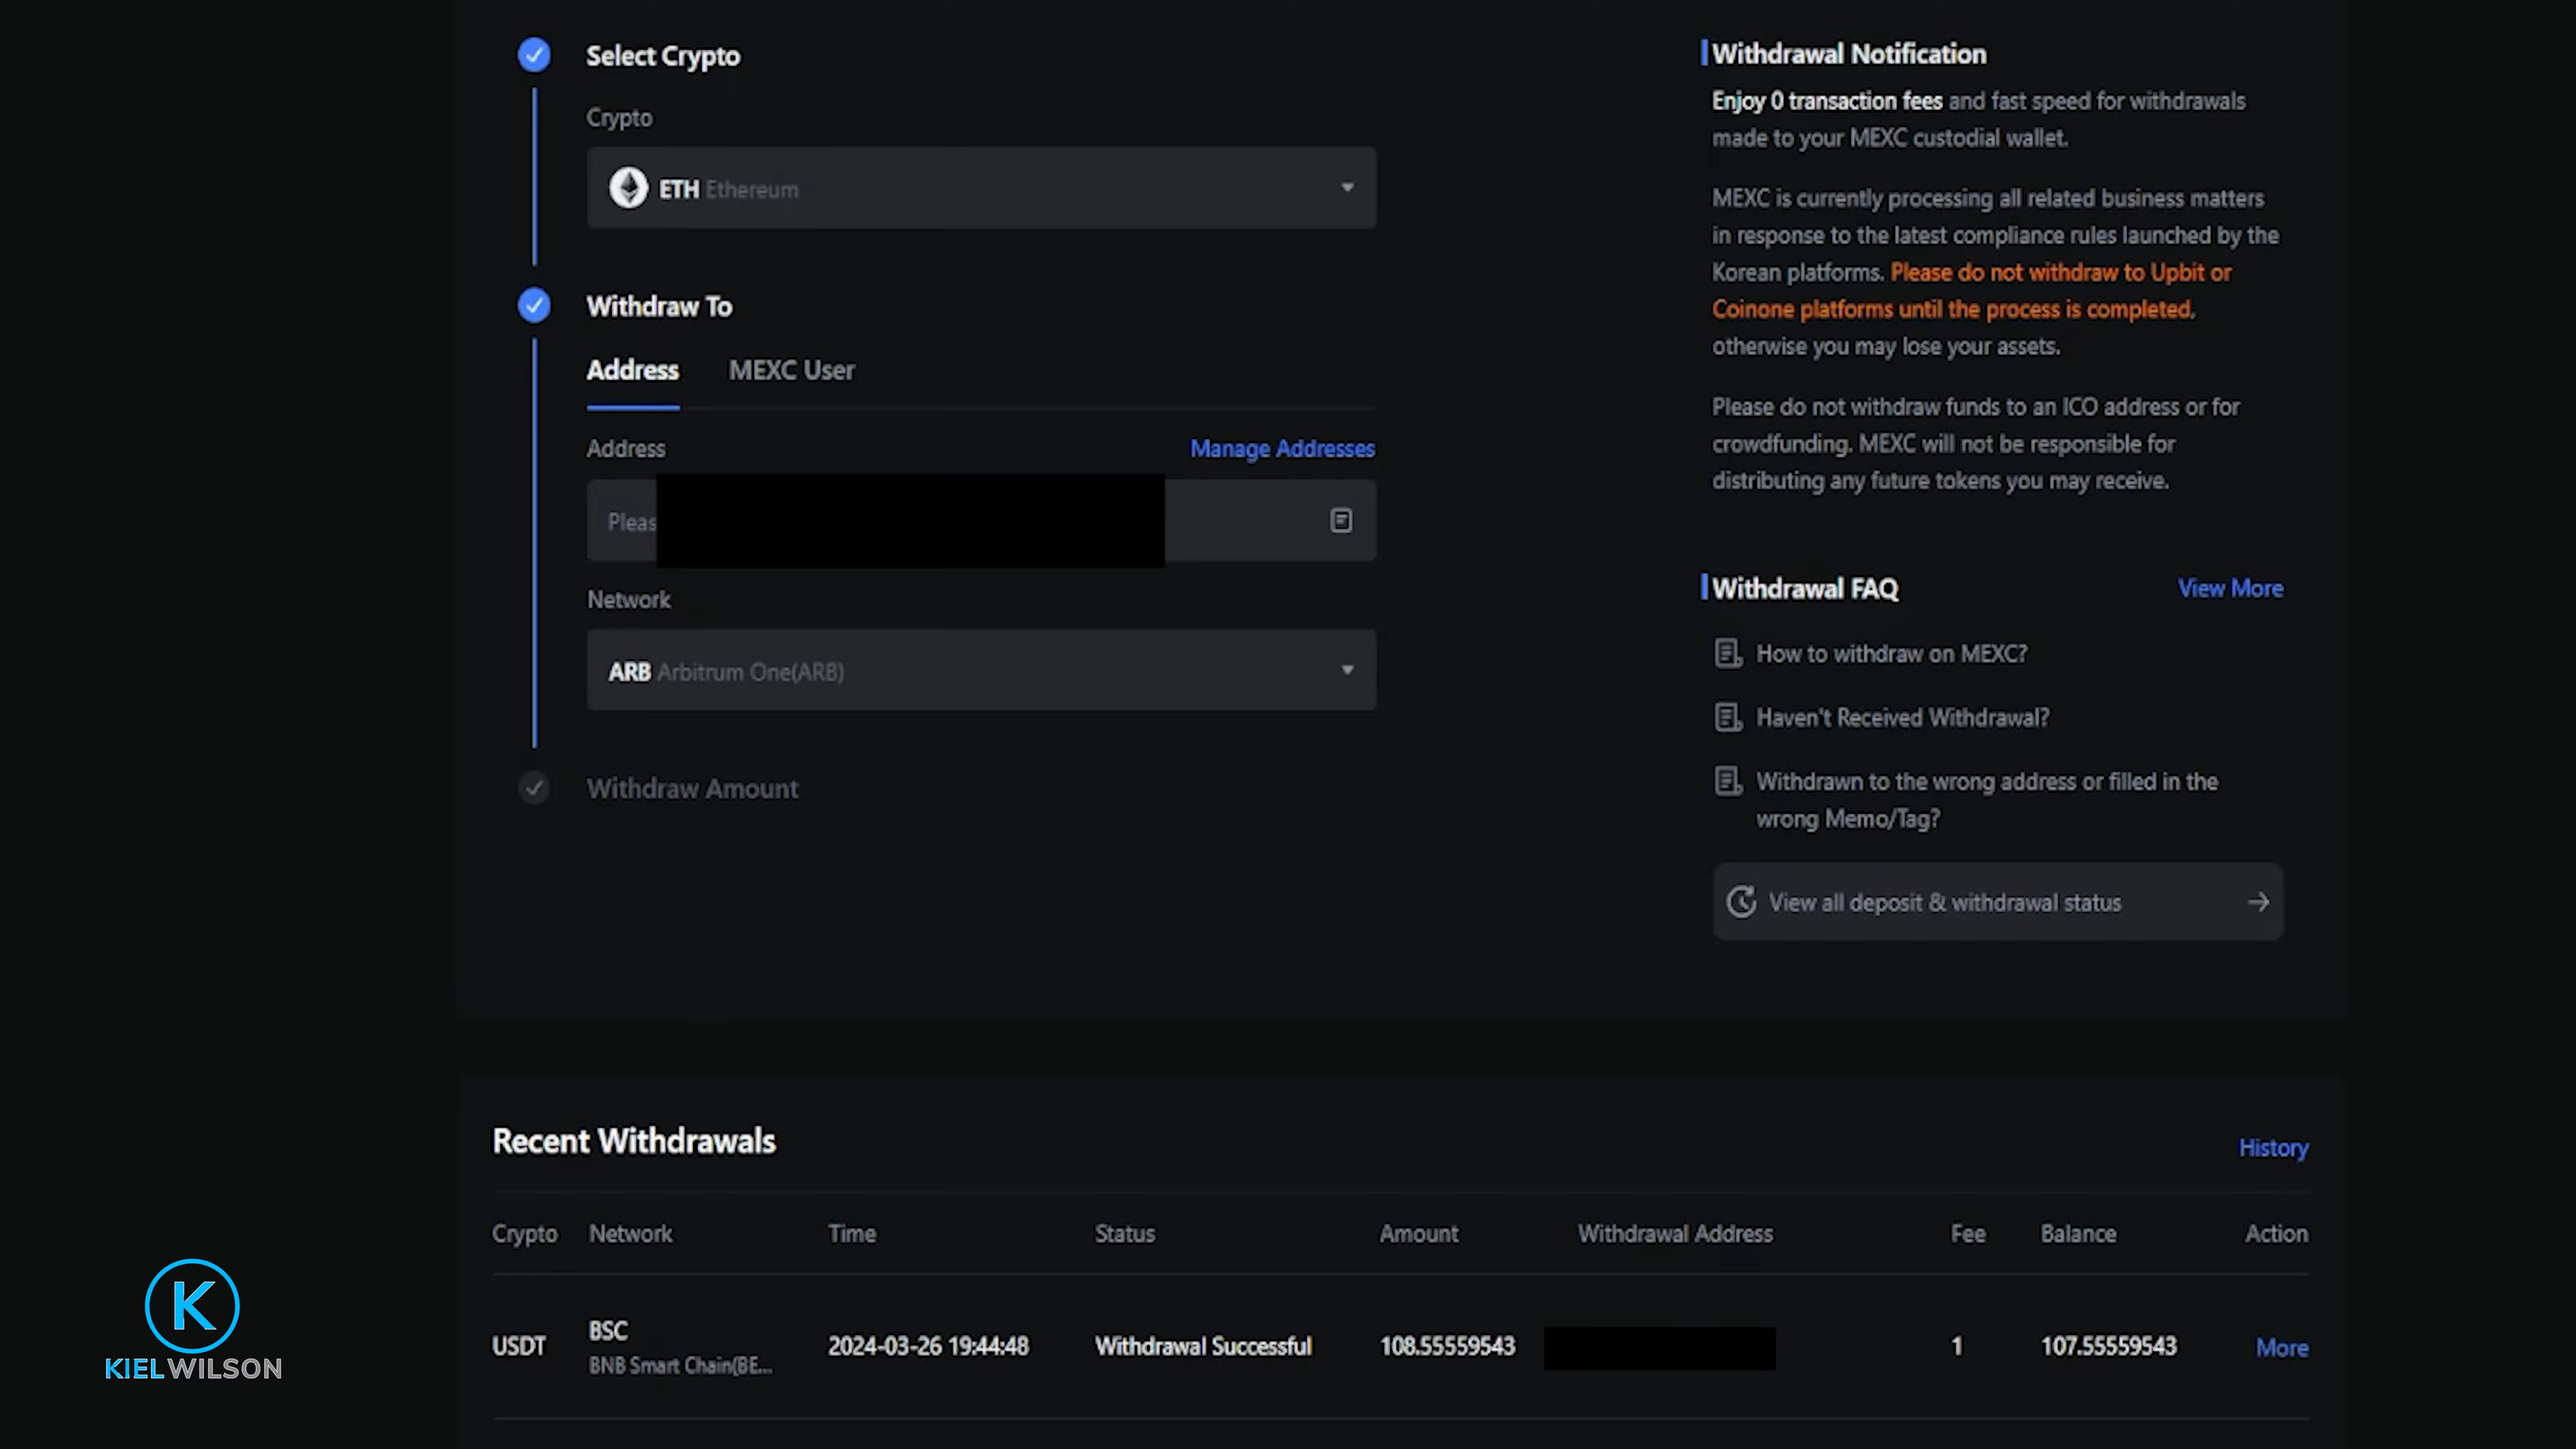 Select Crypto
Crypto
ETH Ethereum
Withdraw To
Address MEXC User
Address Manage Addresses
Pleas
Network
ARB Arbitrum One(ARB)
Withdraw Amount
Withdrawal Notification
Enjoy 0 transaction fees and fast speed for withdrawals
made to your MEXC custodial wallet.
MEXC is currently processing all related business matters
in response to the latest compliance rules launched by the
Korean platforms. Please do not withdraw to Upbit or
Coinone platforms until the process is completed,
otherwise you may lose your assets.
Please do not withdraw funds to an ICO address or for
crowdfunding. MEXC will not be responsible for
distributing any future tokens you may receive.
Withdrawal FAQ View More
How to withdraw on MEXC?
Haven't Received Withdrawal?
Withdrawn to the wrong address or filled in the
wrong Memo/Tag?
View all deposit & withdrawal status
Recent Withdrawals History
Crypto Network Time Status Amount Withdrawal Address Fee Balance Action
USDT BSC 2024-03-26 19:44:48 Withdrawal Successful 108.55559543 1 107.55559543 More
BNB Smart Chain(BE...
K
KIELWILSON